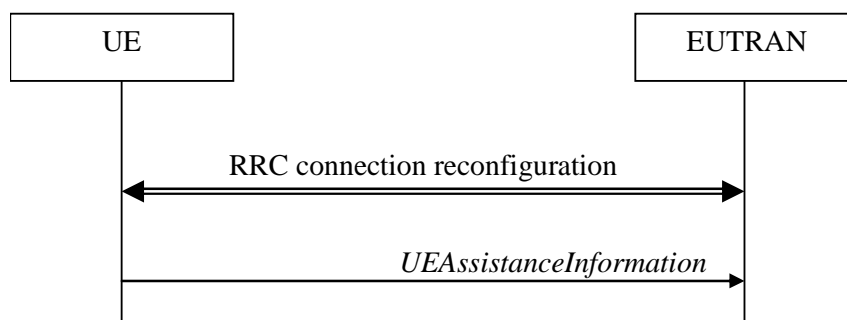 UE
EUTRAN
RRC connection reconfiguration
UEAssistanceInformation